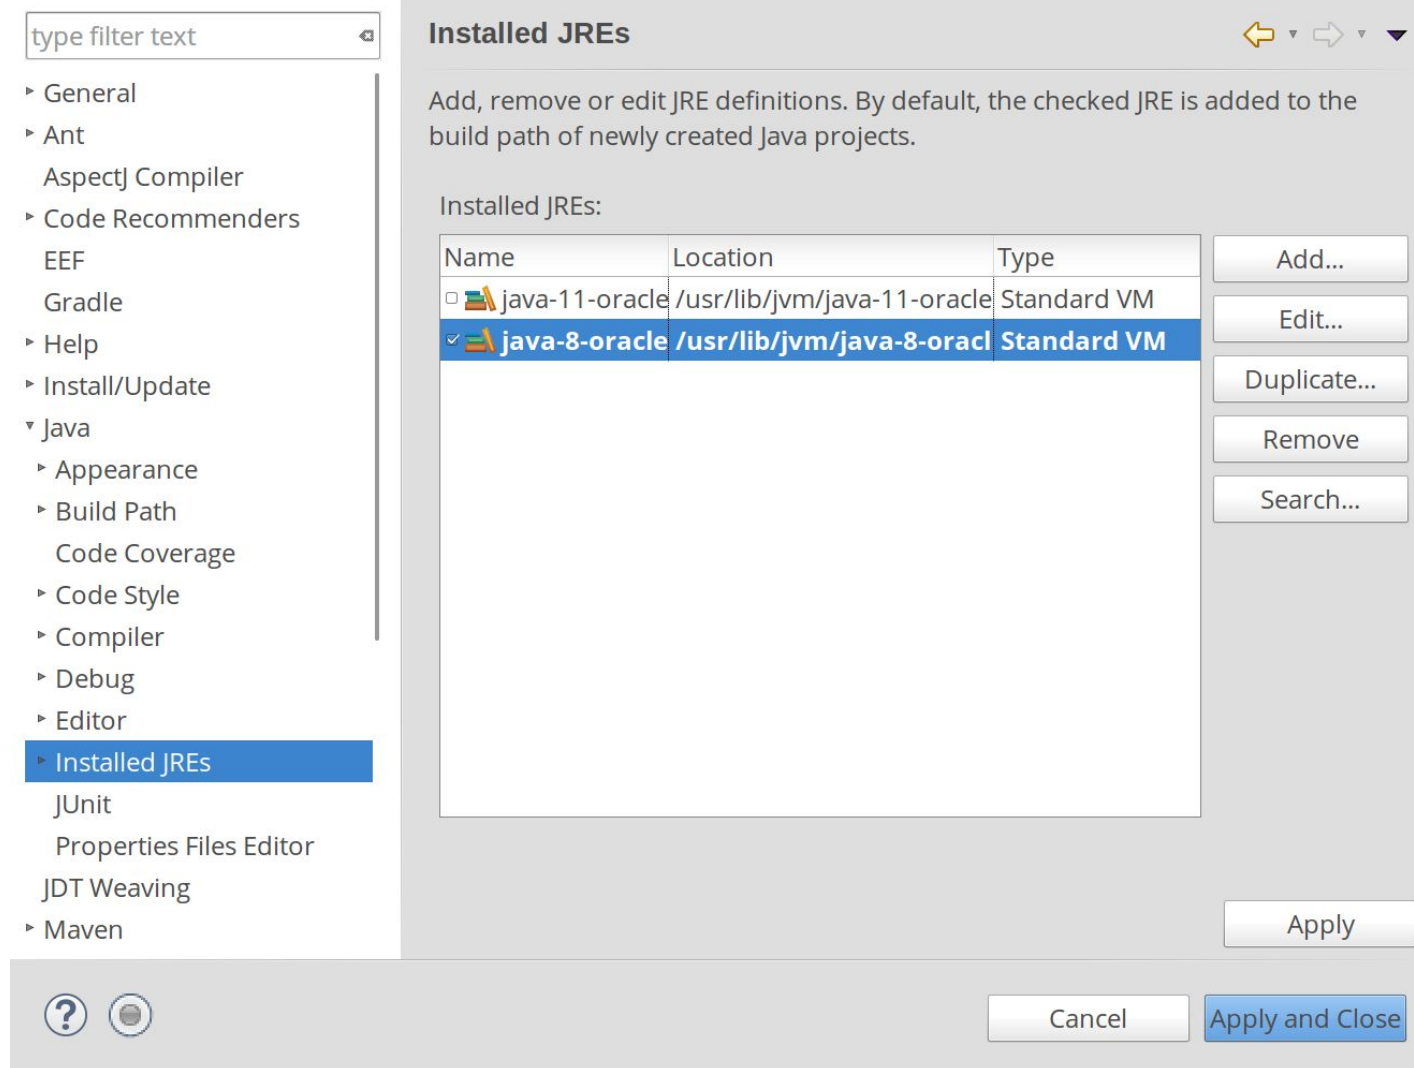 type filter text
General
Ant
AspectJ Compiler
Code Recommenders
EEF
Gradle
Help
Install/Update
Java
Appearance
Build Path
Code Coverage
Code Style
Compiler
Debug
Editor
Installed JREs
JUnit
Properties Files Editor
JDT Weaving
Maven
Installed JREs
Add, remove or edit JRE definitions. By default, the checked JRE is added to the
build path of newly created Java projects.
Installed JREs:
Name Location Type
java-11-oracle /usr/lib/jvm/java-11-oracle Standard VM
java-8-oracle /usr/lib/jvm/java-8-oracl Standard VM
Add...
Edit...
Duplicate...
Remove
Search...
Apply
?
Cancel
Apply and Close